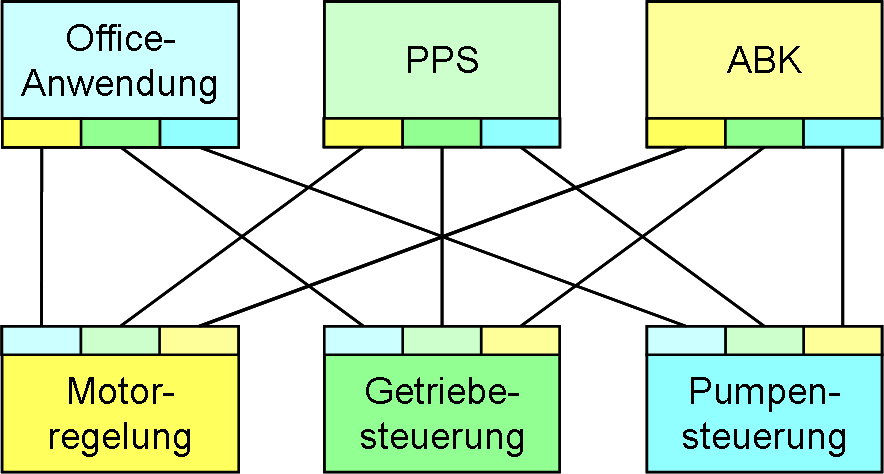 Office-
Anwendung
PPS
ABK
Motor-
regelung
Getriebe-
steuerung
Pumpen-
steuerung